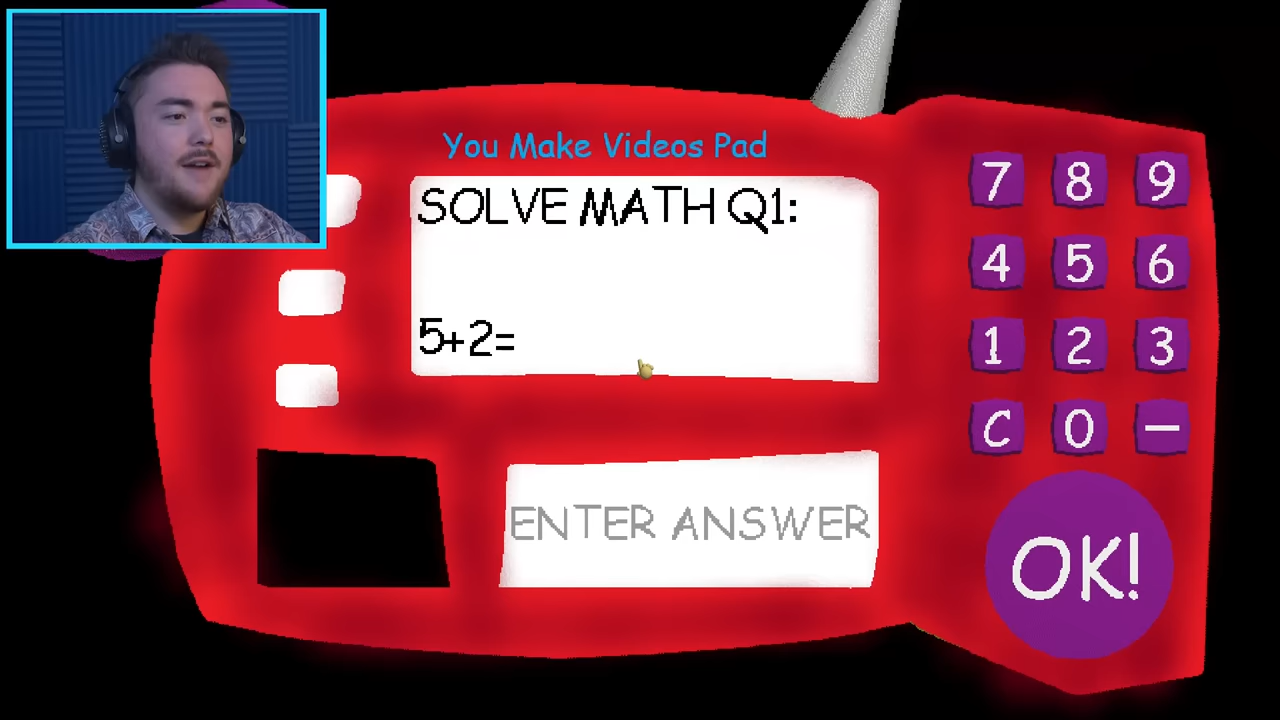 You Make Videos Pad
SOLVE MATH Q1:
5+2=
ENTER ANSWER
7 8 9
4 5 6
1 2 3
C 0 –
OK!